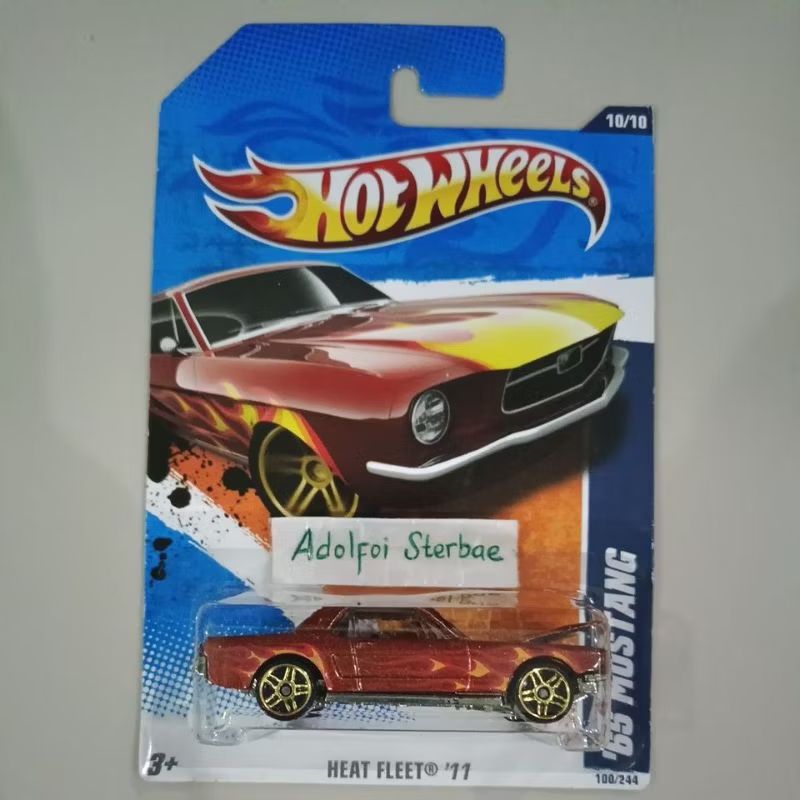 10/10
HOT WHEELS®
Adolfoi Sterbae
'65 MUSTANG
3+
HEAT FLEET® '11
100/244